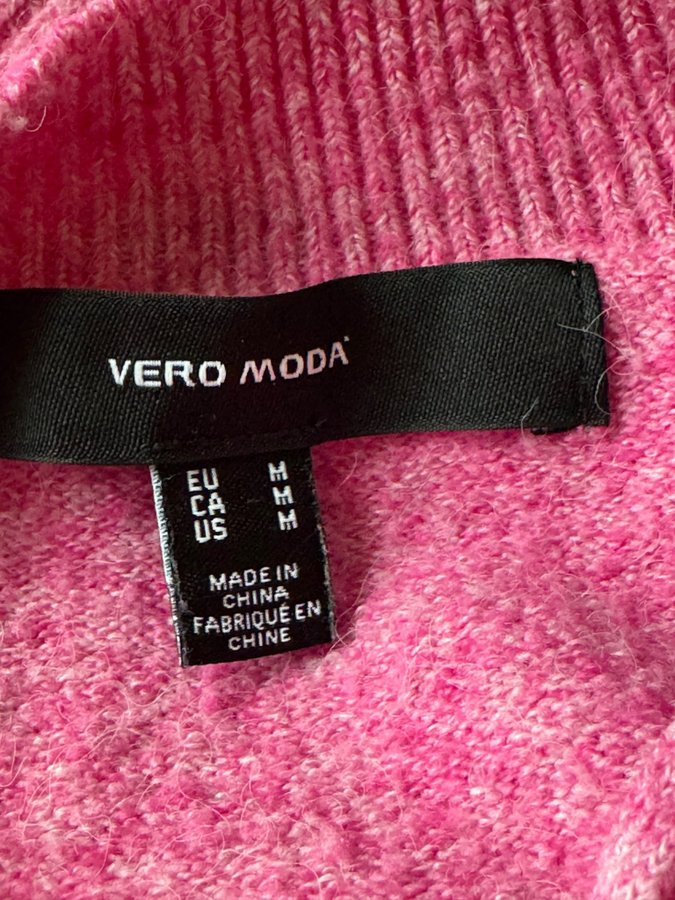 VERO MODA
EU M
CA M
US M
MADE IN
CHINA
FABRIQUÉ EN
CHINE